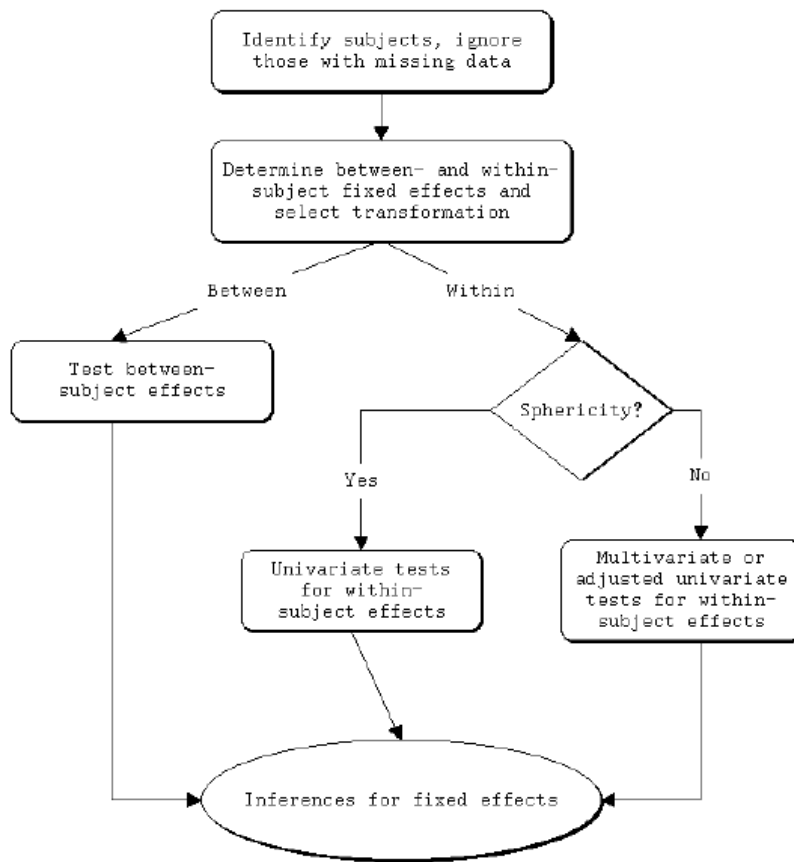 Identify subjects, ignore
those with missing data
Determine between- and within-
subject fixed effects and
select transformation
Between
Within
Test between-
subject effects
Sphericity?
Yes
No
Univariate tests
for within-
subject effects
Multivariate or
adjusted univariate
tests for within-
subject effects
Inferences for fixed effects